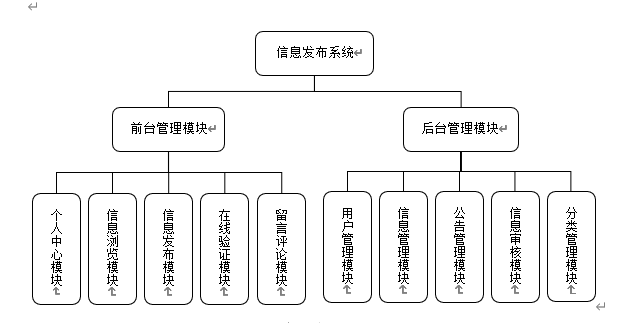 信息发布系统
前台管理模块
后台管理模块
个人中心模块
信息浏览模块
信息发布模块
在线验证模块
留言评论模块
用户管理模块
信息管理模块
公告管理模块
信息审核模块
分类管理模块